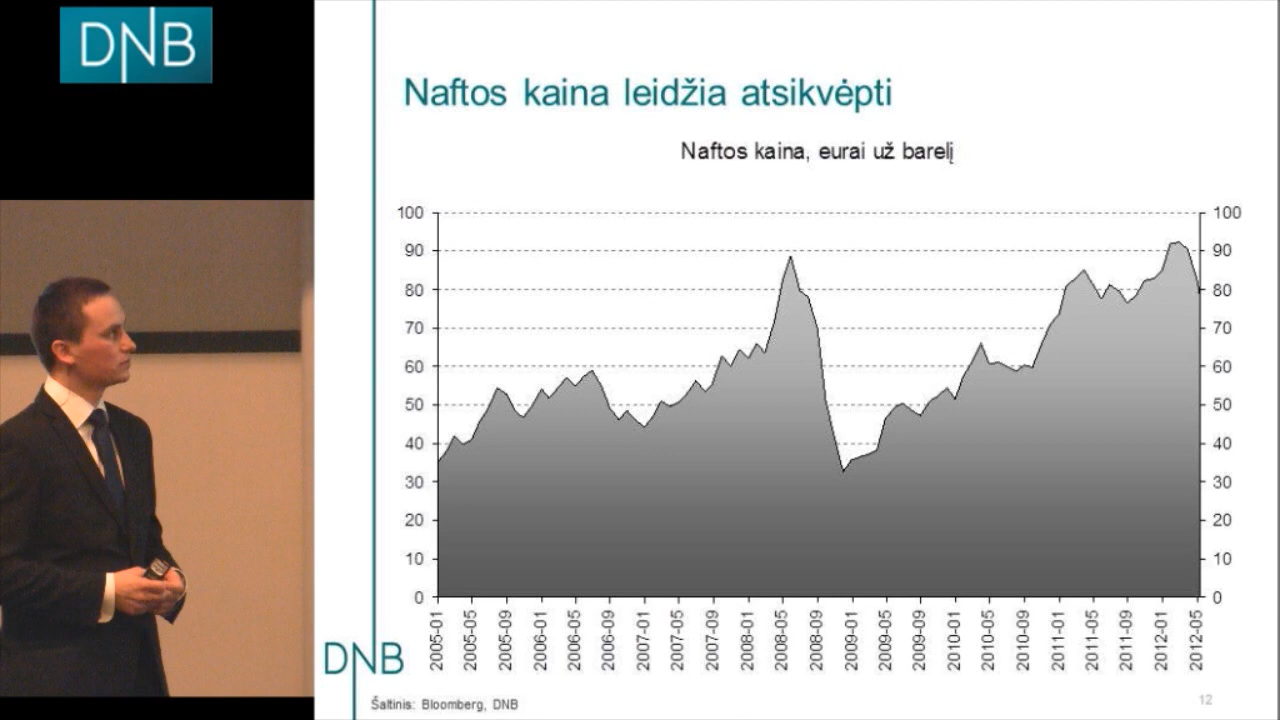 DNB
Naftos kaina leidžia atsikvėpti
Naftos kaina, eurai už barelį
100 100
90 90
80 80
70 70
60 60
50 50
40 40
30 30
20 20
10 10
0 0
2005-01 2005-05 2005-09 2006-01 2006-05 2006-09 2007-01 2007-05 2007-09 2008-01 2008-05 2008-09 2009-01 2009-05 2009-09 2010-01 2010-05 2010-09 2011-01 2011-05 2011-09 2012-01 2012-05
DNB
Šaltinis: Bloomberg, DNB
12